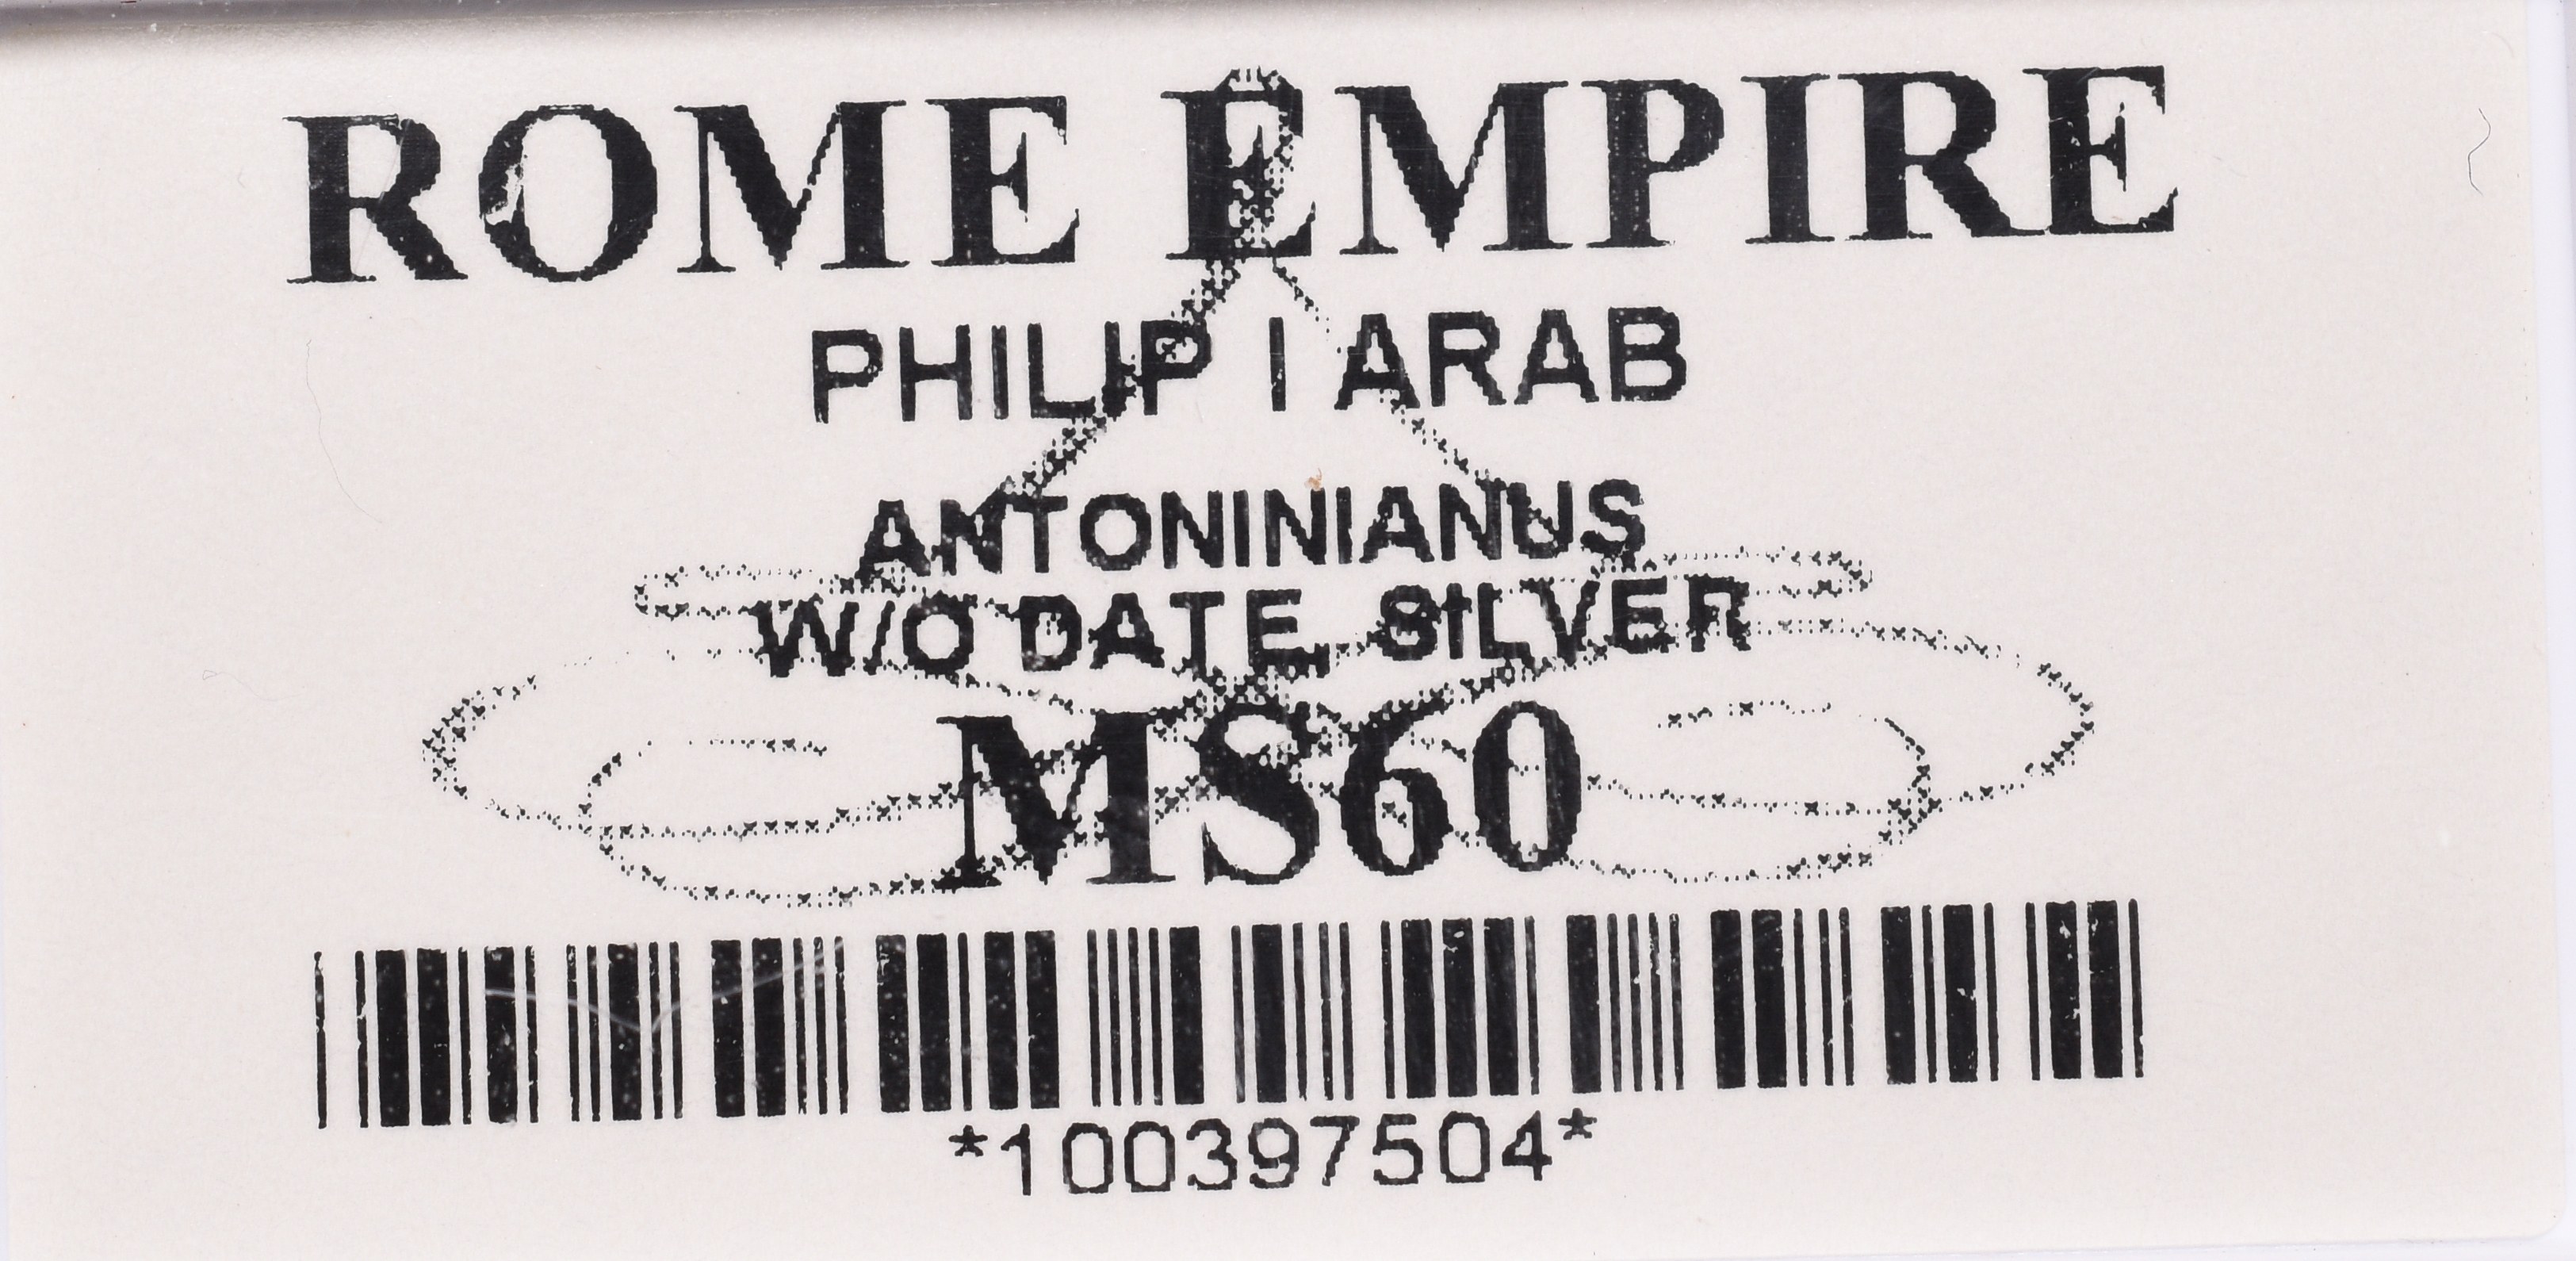 ROME EMPIRE
PHILIP I ARAB
ANTONINIANUS
W/O DATE, SILVER
MS60
*100397504*